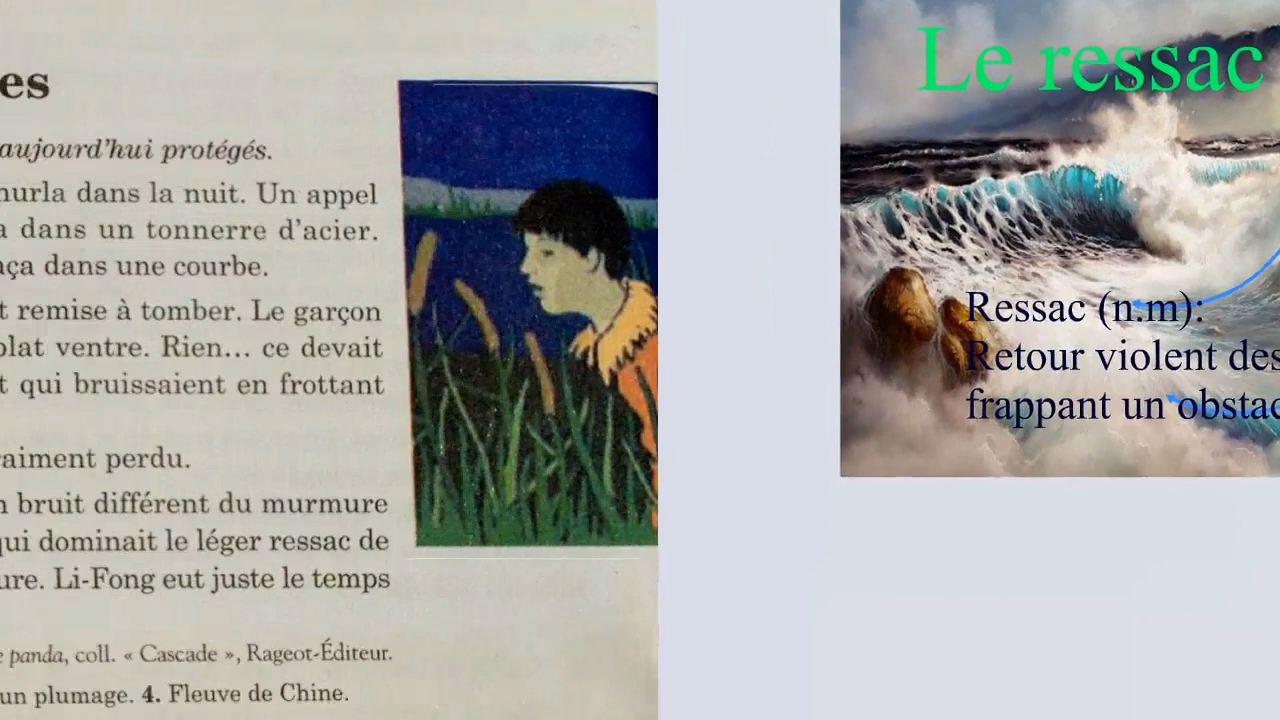 es
aujourd'hui protégés.
hurla dans la nuit. Un appel
a dans un tonnerre d'acier.
ça dans une courbe.
t remise à tomber. Le garçon
plat ventre. Rien... ce devait
t qui bruissaient en frottant
raiment perdu.
n bruit différent du murmure
qui dominait le léger ressac de
ure. Li-Fong eut juste le temps
e panda, coll. « Cascade », Rageot-Éditeur.
un plumage. 4. Fleuve de Chine.
Le ressac
Ressac (n.m):
Retour violent des
frappant un obstac